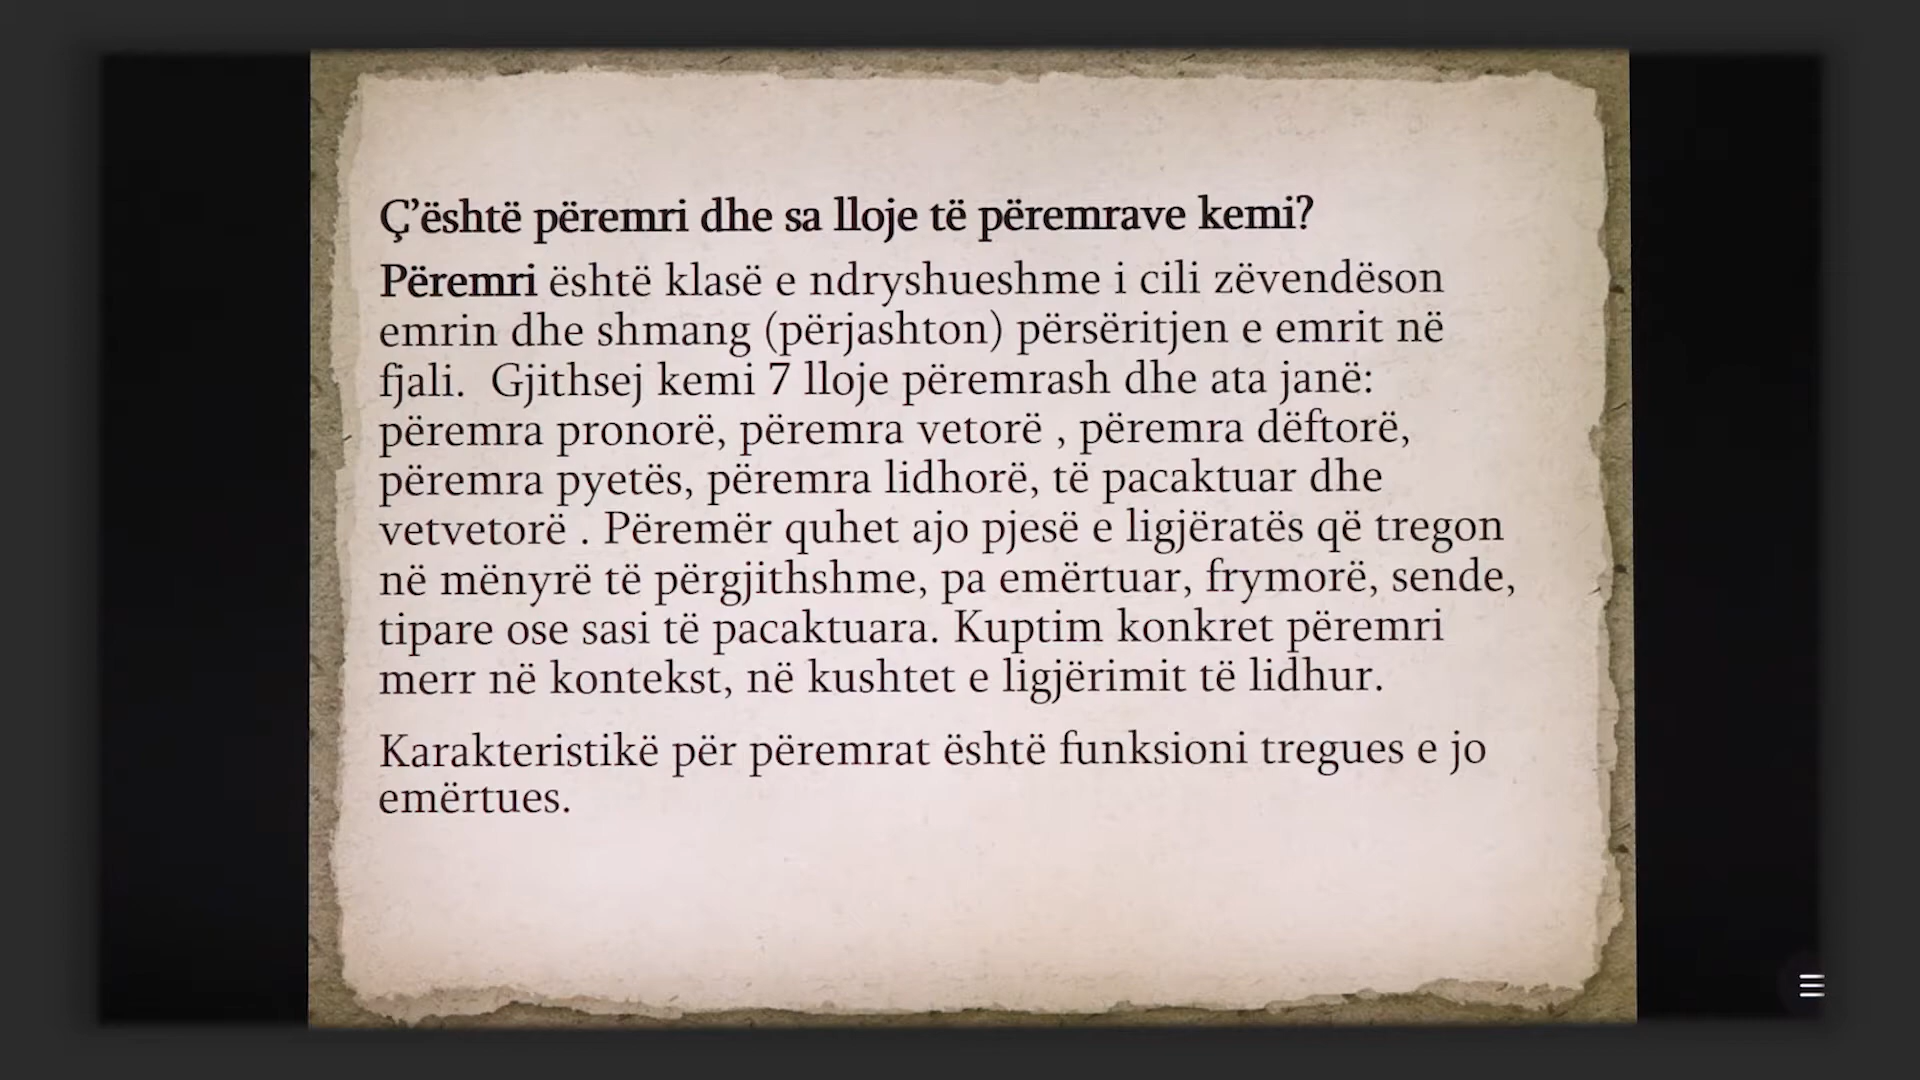 Ç’është përemri dhe sa lloje të përemrave kemi?
Përemri është klasë e ndryshueshme i cili zëvendëson
emrin dhe shmang (përjashton) përsëritjen e emrit në
fjali.  Gjithsej kemi 7 lloje përemrash dhe ata janë:
përemra pronorë, përemra vetorë , përemra dëftorë,
përemra pyetës, përemra lidhorë, të pacaktuar dhe
vetvetorë . Përemër quhet ajo pjesë e ligjëratës që tregon
në mënyrë të përgjithshme, pa emërtuar, frymorë, sende,
tipare ose sasi të pacaktuara. Kuptim konkret përemri
merr në kontekst, në kushtet e ligjërimit të lidhur.
Karakteristikë për përemrat është funksioni tregues e jo
emërtues.